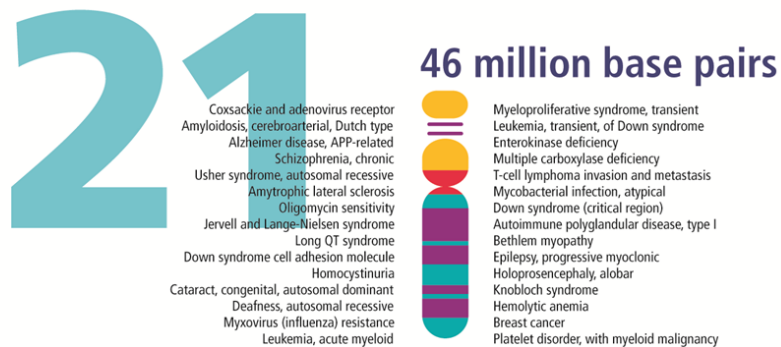 21
46 million base pairs
Coxsackie and adenovirus receptor
Amyloidosis, cerebroarterial, Dutch type
Alzheimer disease, APP-related
Schizophrenia, chronic
Usher syndrome, autosomal recessive
Amytrophic lateral sclerosis
Oligomycin sensitivity
Jervell and Lange-Nielsen syndrome
Long QT syndrome
Down syndrome cell adhesion molecule
Homocystinuria
Cataract, congenital, autosomal dominant
Deafness, autosomal recessive
Myxovirus (influenza) resistance
Leukemia, acute myeloid
Myeloproliferative syndrome, transient
Leukemia, transient, of Down syndrome
Enterokinase deficiency
Multiple carboxylase deficiency
T-cell lymphoma invasion and metastasis
Mycobacterial infection, atypical
Down syndrome (critical region)
Autoimmune polyglandular disease, type I
Bethlem myopathy
Epilepsy, progressive myoclonic
Holoprosencephaly, alobar
Knobloch syndrome
Hemolytic anemia
Breast cancer
Platelet disorder, with myeloid malignancy